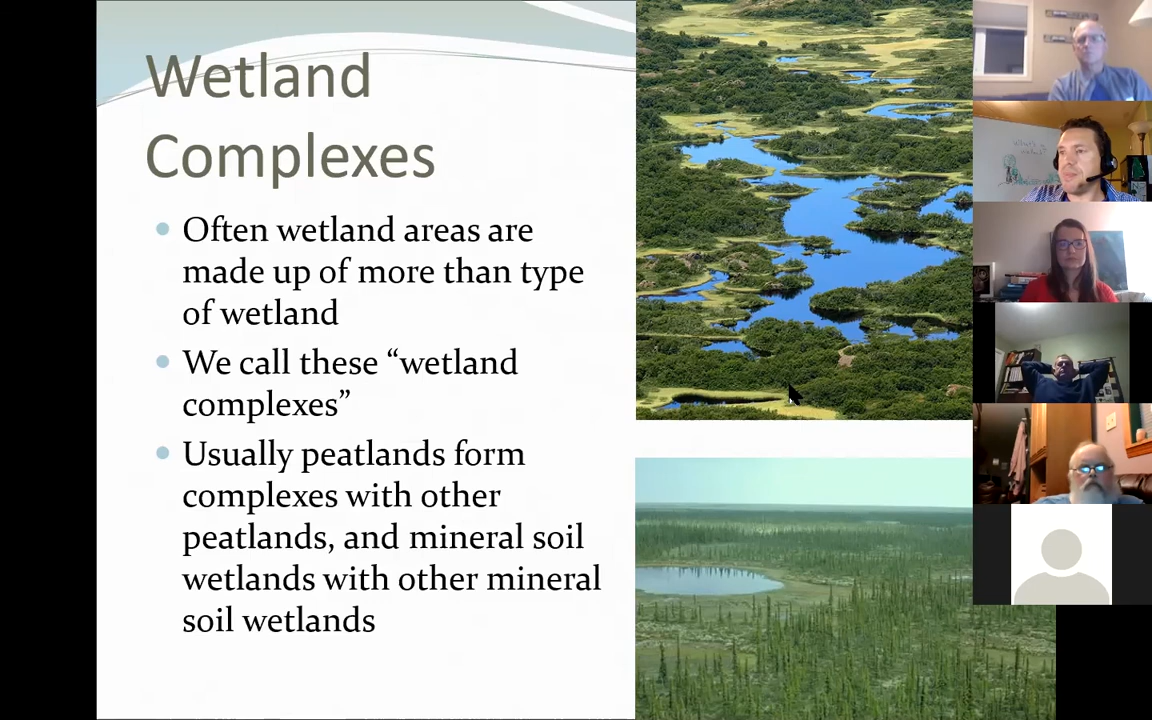 Wetland
Complexes
Often wetland areas are
made up of more than type
of wetland
We call these “wetland
complexes”
Usually peatlands form
complexes with other
peatlands, and mineral soil
wetlands with other mineral
soil wetlands